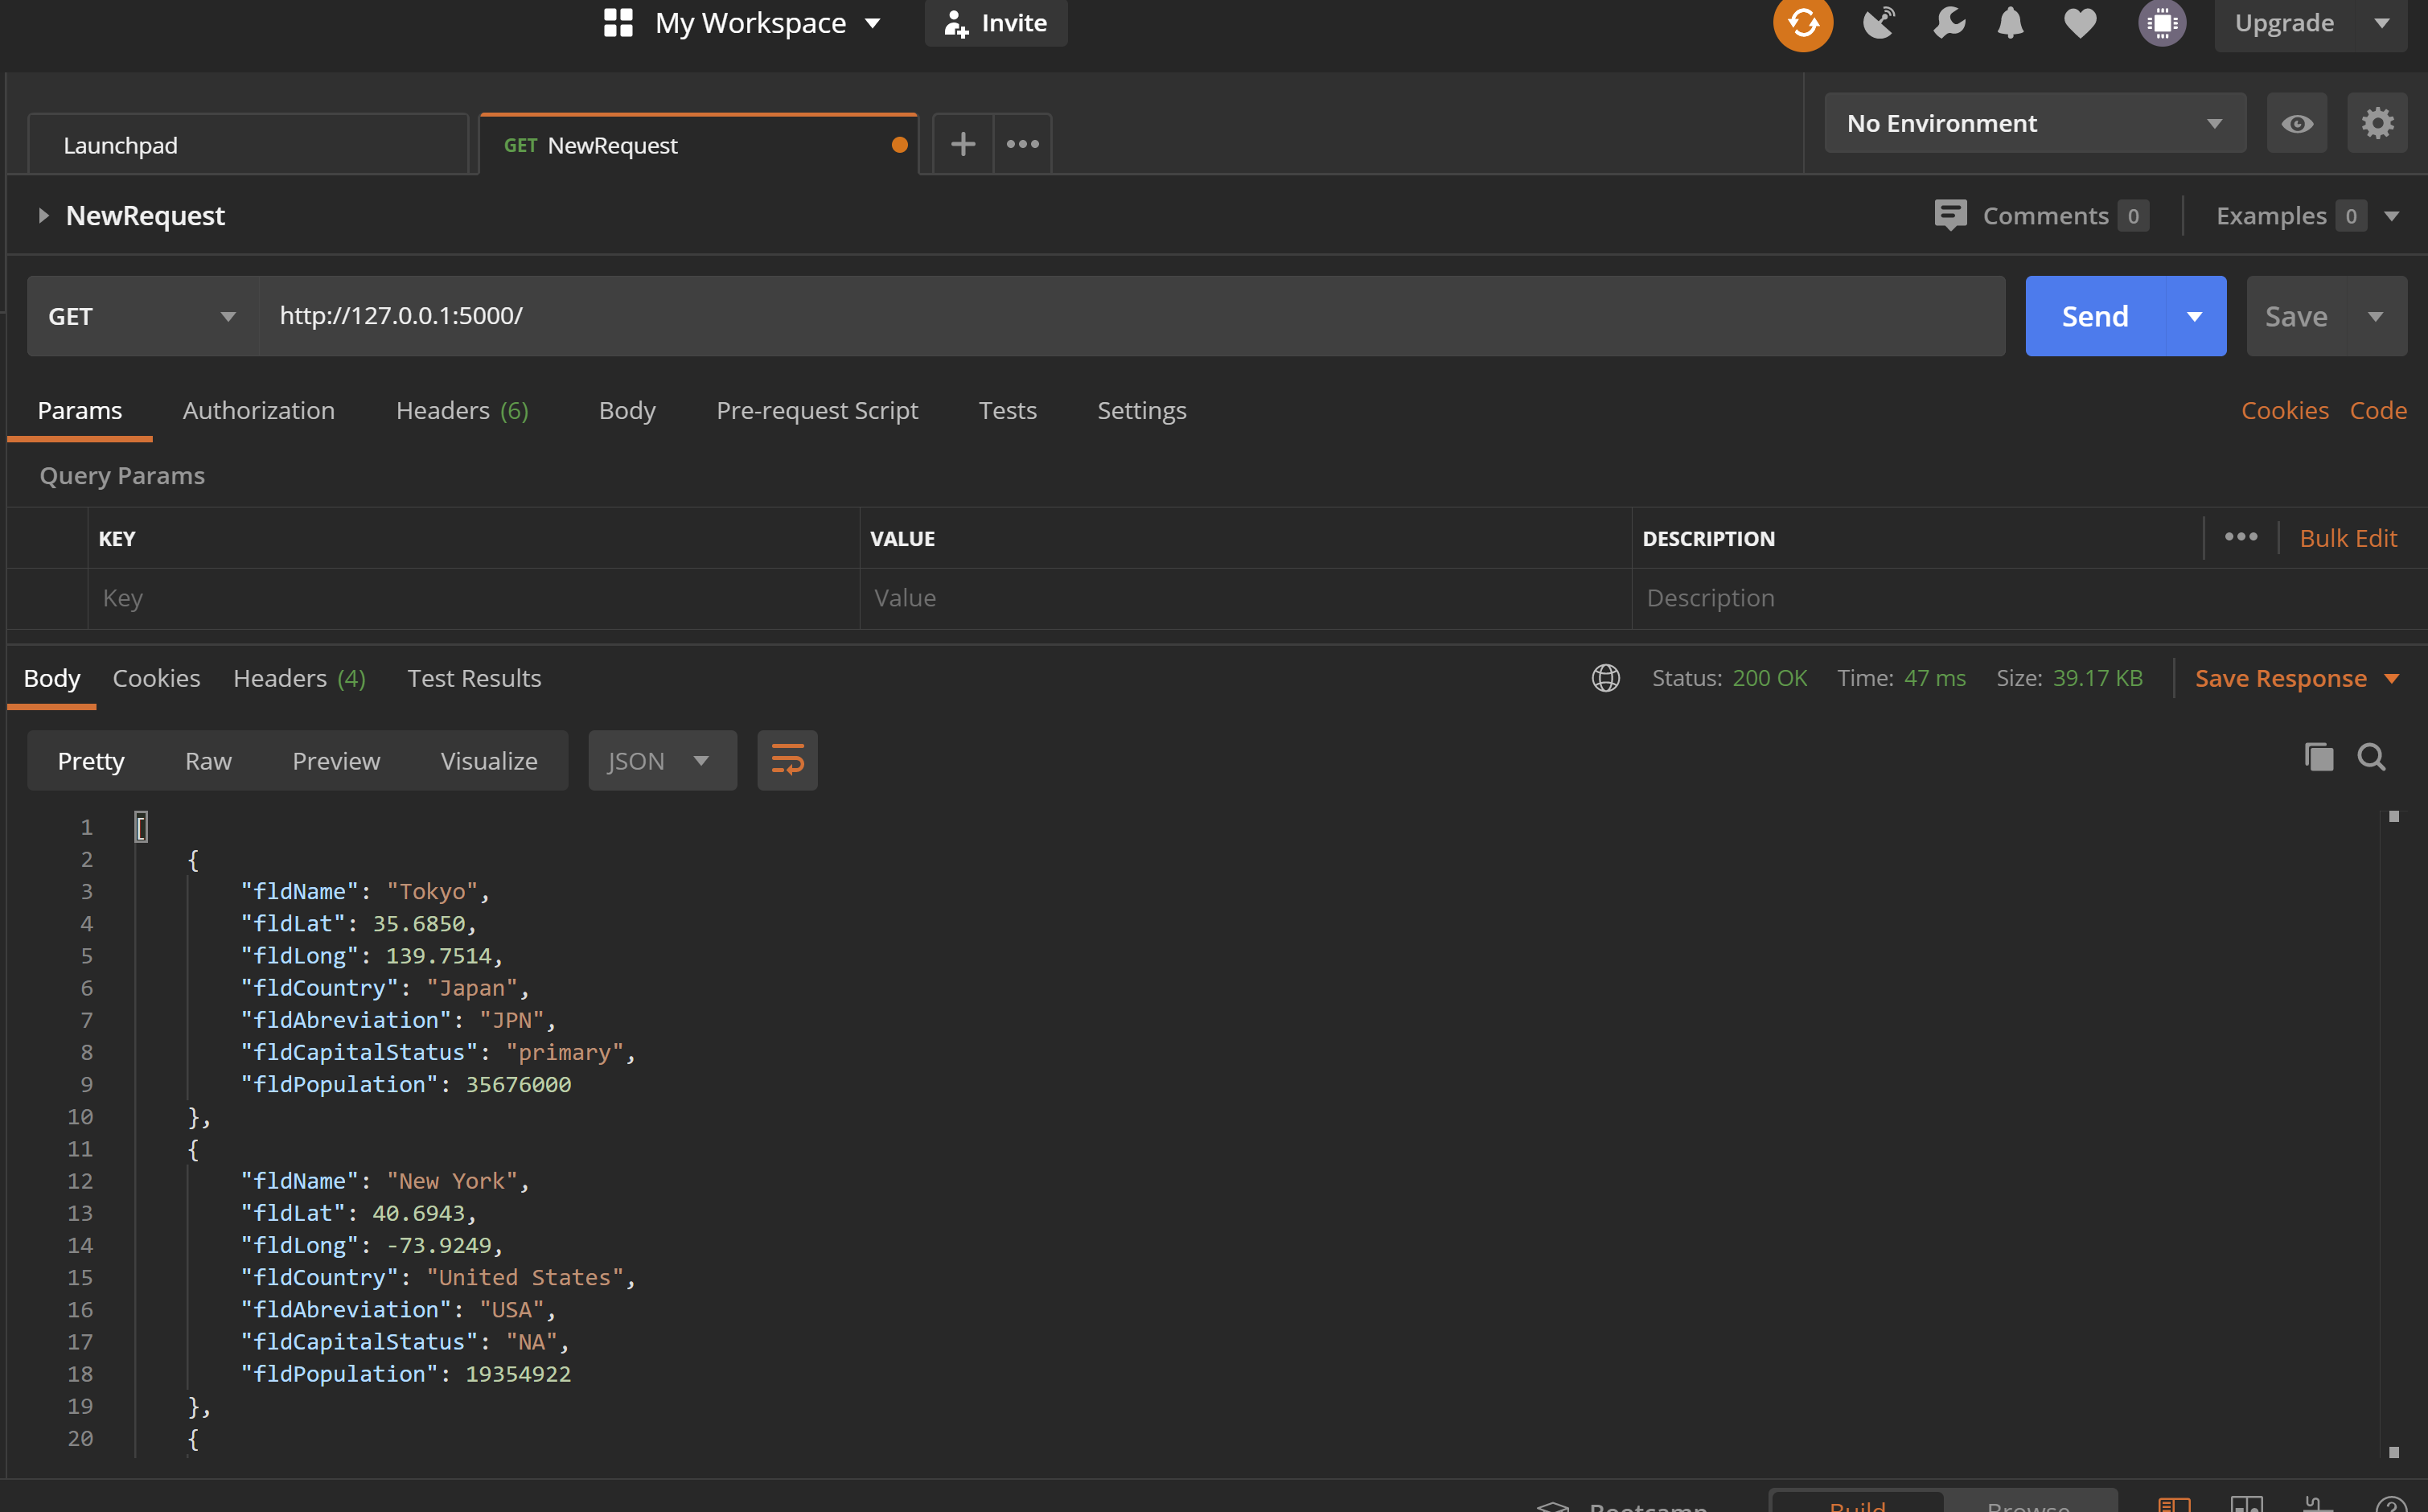 My Workspace Invite Upgrade
Launchpad GET NewRequest No Environment
NewRequest Comments 0 Examples 0
GET http://127.0.0.1:5000/ Send Save
Params Authorization Headers (6) Body Pre-request Script Tests Settings Cookies Code
Query Params
KEY VALUE DESCRIPTION Bulk Edit
Key Value Description
Body Cookies Headers (4) Test Results Status: 200 OK Time: 47 ms Size: 39.17 KB Save Response
Pretty Raw Preview Visualize JSON
1 [
2 {
3 "fldName": "Tokyo",
4 "fldLat": 35.6850,
5 "fldLong": 139.7514,
6 "fldCountry": "Japan",
7 "fldAbreviation": "JPN",
8 "fldCapitalStatus": "primary",
9 "fldPopulation": 35676000
10 },
11 {
12 "fldName": "New York",
13 "fldLat": 40.6943,
14 "fldLong": -73.9249,
15 "fldCountry": "United States",
16 "fldAbreviation": "USA",
17 "fldCapitalStatus": "NA",
18 "fldPopulation": 19354922
19 },
20 {
Bootcamp Build Browse